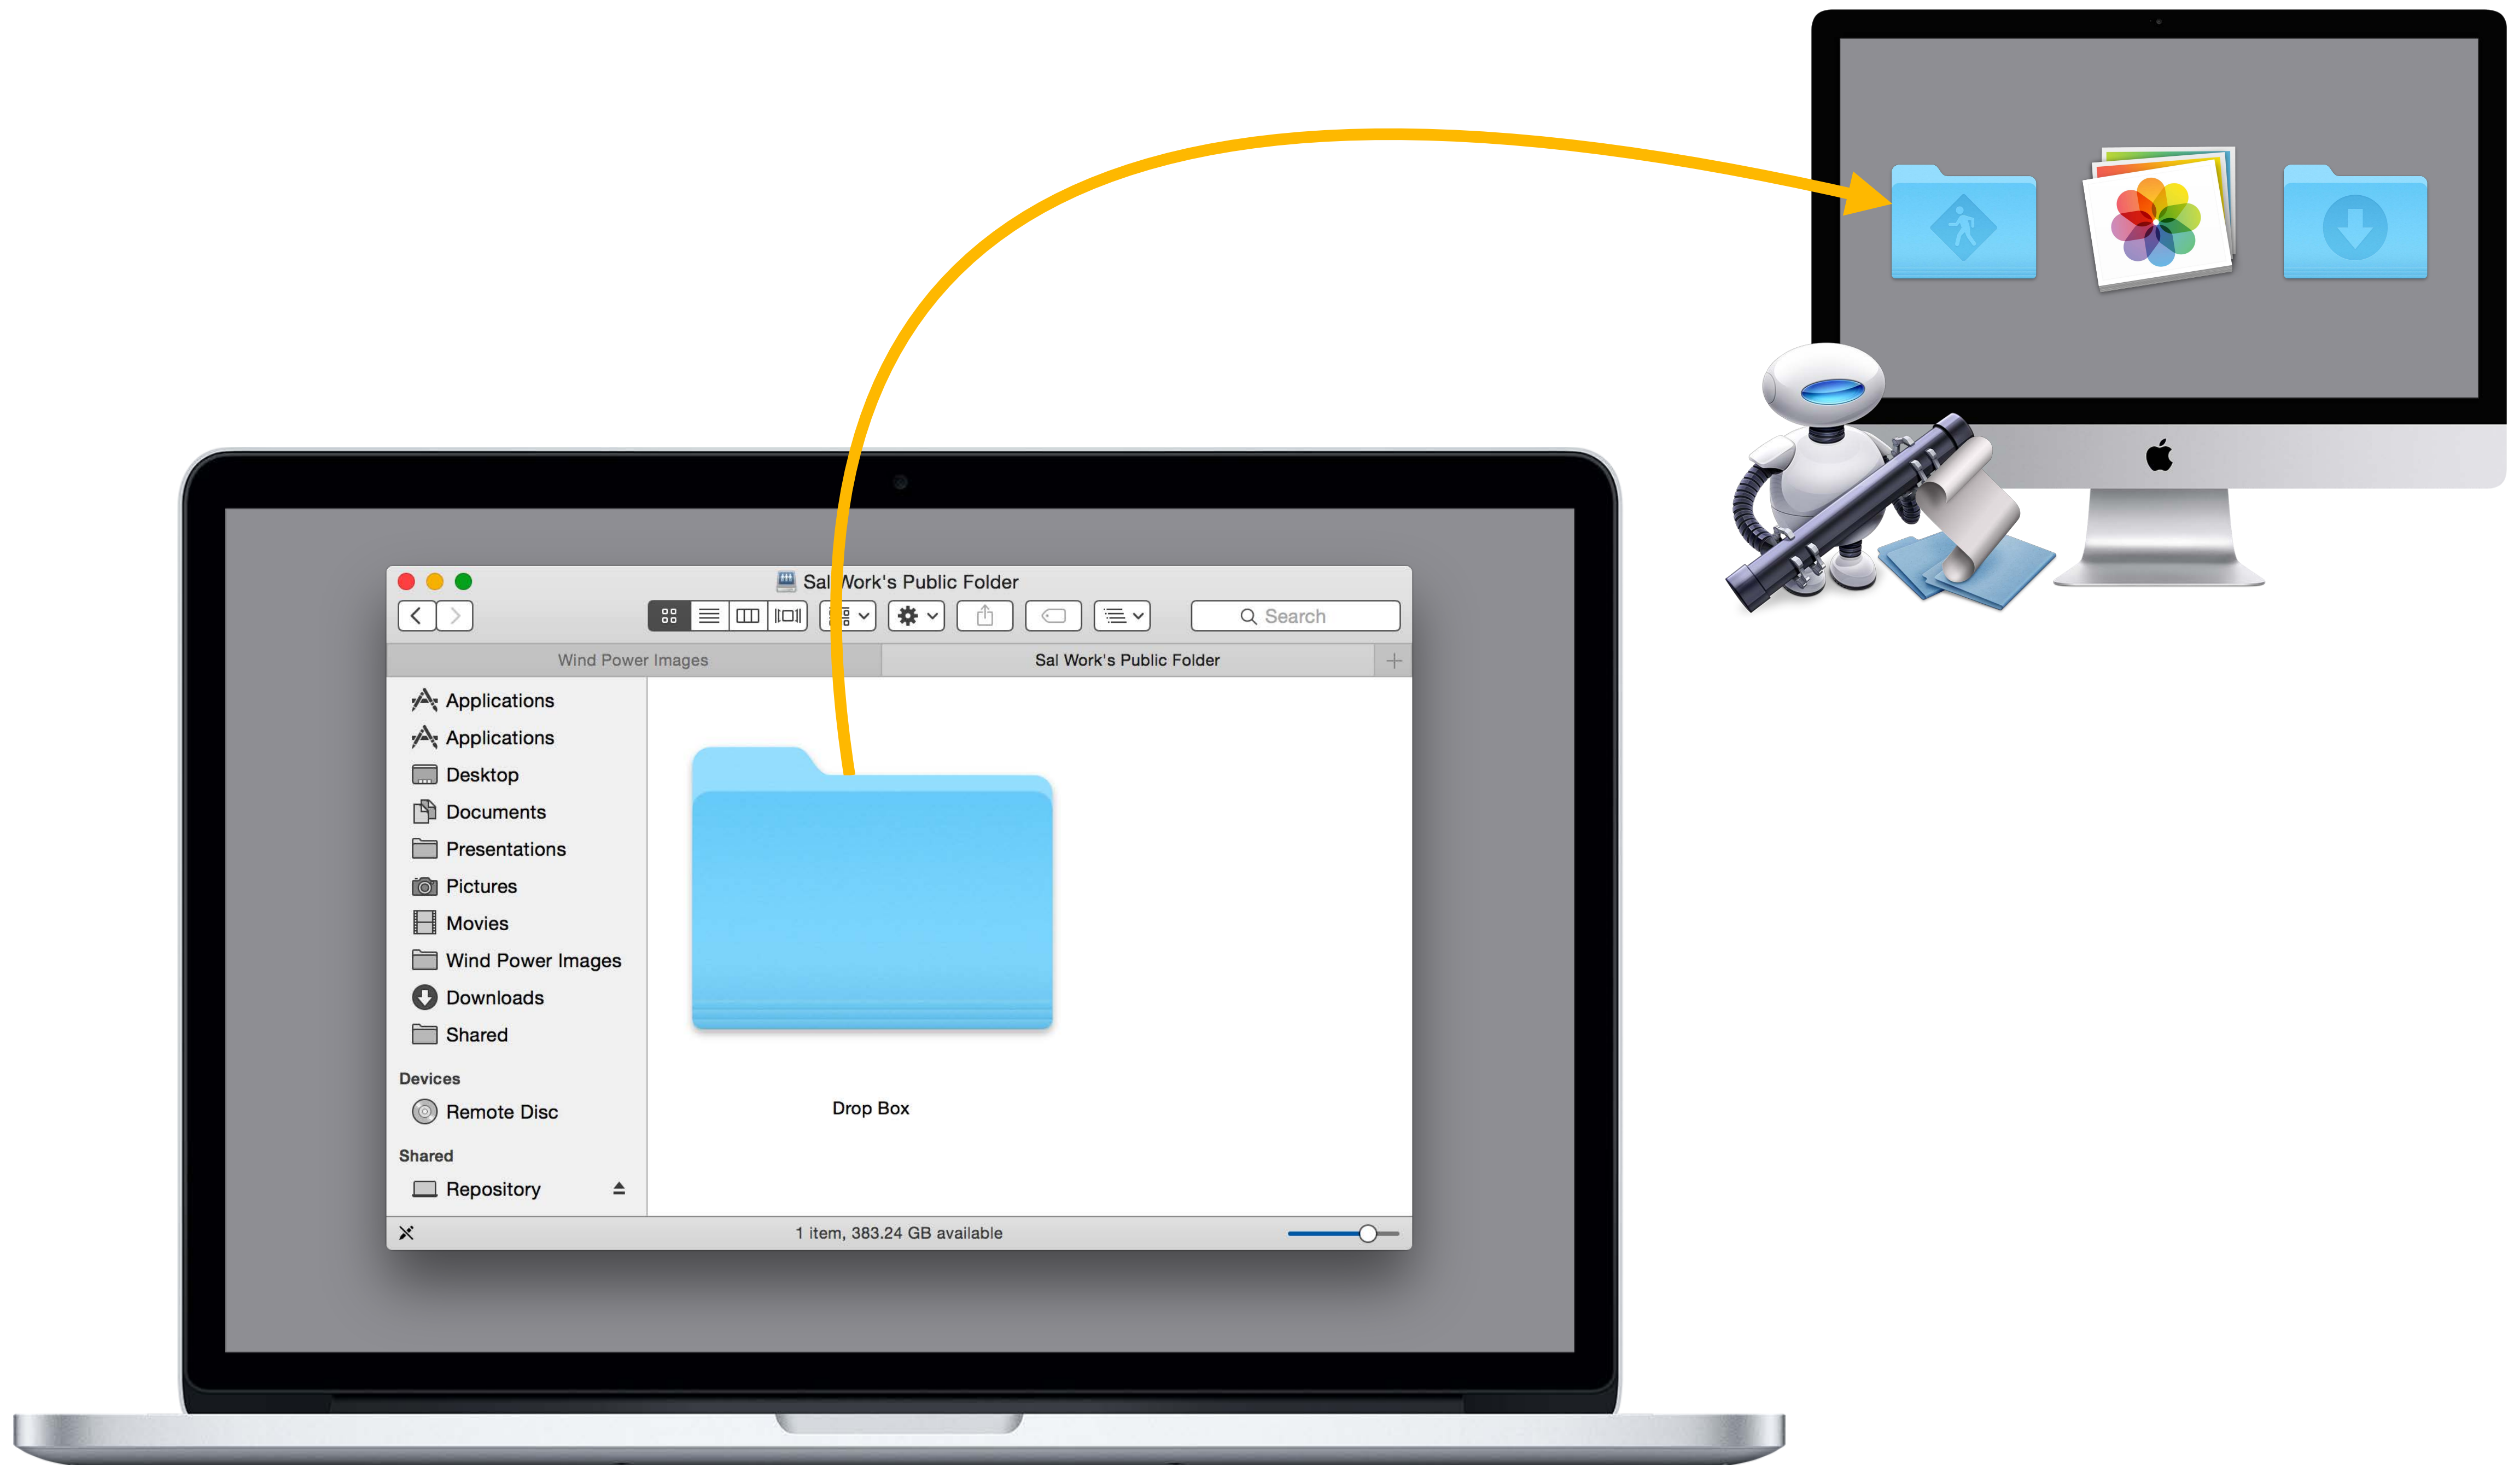 Sal Work's Public Folder
Search
Wind Power Images
Sal Work's Public Folder
Applications
Applications
Desktop
Documents
Presentations
Pictures
Movies
Wind Power Images
Downloads
Shared
Devices
Remote Disc
Shared
Repository
Drop Box
1 item, 383.24 GB available